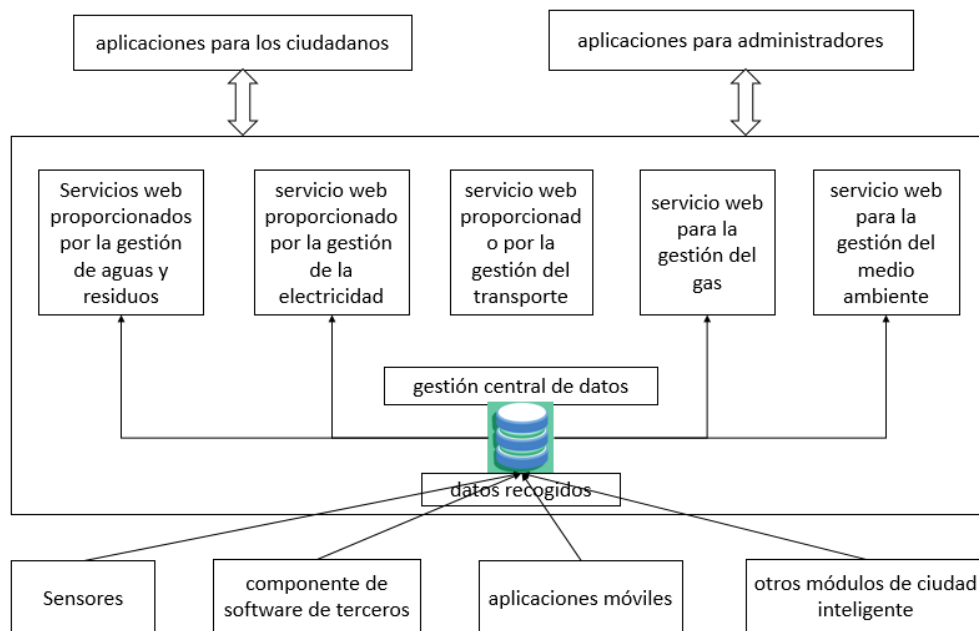 aplicaciones para los ciudadanos
aplicaciones para administradores
Servicios web
proporcionados
por la gestión
de aguas y
residuos
servicio web
proporcionado
por la gestión
de la
electricidad
servicio web
proporcionad
o por la
gestión del
transporte
servicio web
para la
gestión del
gas
servicio web
para la
gestión del
medio
ambiente
gestión central de datos
datos recogidos
Sensores
componente de
software de terceros
aplicaciones móviles
otros módulos de ciudad
inteligente